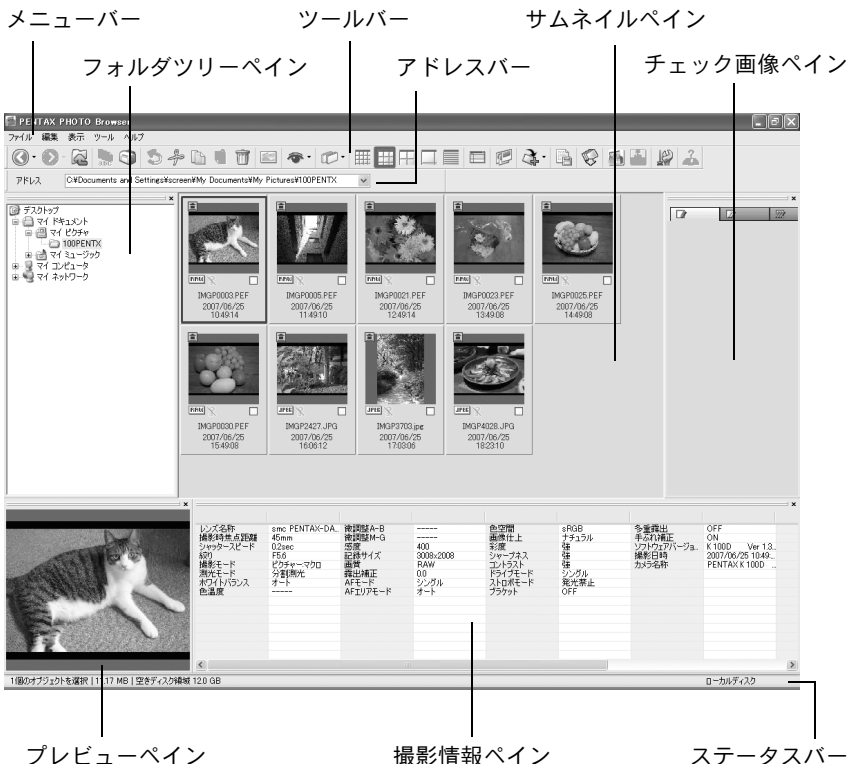 メニューバー ツールバー サムネイルペイン
フォルダツリーペイン アドレスバー チェック画像ペイン
PENTAX PHOTO Browser
ファイル 編集 表示 ツール ヘルプ
アドレス C:¥Documents and Settings¥screen¥My Documents¥My Pictures¥100PENTX
デスクトップ
マイ ドキュメント
マイ ピクチャ
100PENTX
マイ ミュージック
マイ コンピュータ
マイ ネットワーク
RAW RAW RAW RAW RAW
IMGP0003.PEF IMGP0005.PEF IMGP0021.PEF IMGP0023.PEF IMGP0025.PEF
2007/06/25 2007/06/25 2007/06/25 2007/06/25 2007/06/25
10:49:14 11:49:10 12:49:14 13:49:08 14:49:08
RAW JPEG JPEG JPEG
IMGP0030.PEF IMGP2427.JPG IMGP3703.jpg IMGP4028.JPG
2007/06/25 2007/06/25 2007/06/25 2007/06/25
15:49:08 16:06:12 17:03:06 18:23:10
レンズ名称 smc PENTAX-DA... 微調整A-B ----- 色空間 sRGB 多重露出 OFF
撮影時焦点距離 45mm 微調整M-G ----- 画像仕上 ナチュラル 手ぶれ補正 ON
シャッタースピード 0.2sec 感度 400 彩度 強 ソフトウェアバージョ... K100D Ver 1.3...
絞り F5.6 記録サイズ 3008x2008 シャープネス 強 撮影日時 2007/06/25 10:49...
撮影モード ピクチャーマクロ 画質 RAW コントラスト 強 カメラ名称 PENTAX K100D ...
測光モード 分割測光 露出補正 0.0 ドライブモード シングル
ホワイトバランス オート AFモード シングル ストロボモード 発光禁止
色温度 ----- AFエリアモード オート ブラケット OFF
1個のオブジェクトを選択 | 11.17 MB | 空きディスク領域 12.0 GB ローカルディスク
プレビューペイン 撮影情報ペイン ステータスバー